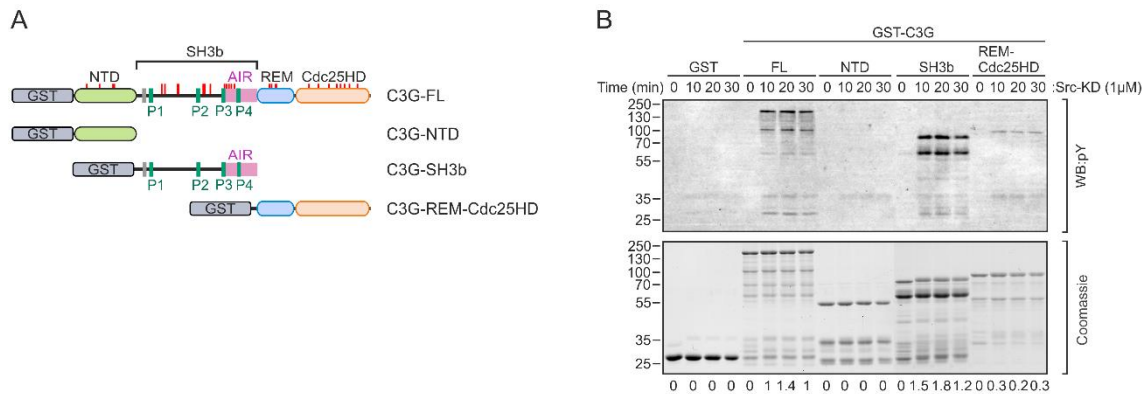 A
SH3b
NTD
AIR
REM
Cdc25HD
GST
C3G-FL
P1
P2
P3
P4
GST
C3G-NTD
AIR
GST
C3G-SH3b
P1
P2
P3
P4
GST
C3G-REM-Cdc25HD
B
GST-C3G
REM-
GST
FL
NTD
SH3b
Cdc25HD
Time (min) 0 10 20 30 0 10 20 30 0 10 20 30 0 10 20 30 0 10 20 30 :Src-KD (1µM)
250
130
100
70
55
35
25
WB:pY
250
130
100
70
55
35
25
Coomassie
0 0 0 0 0 1 1.4 1 0 0 0 0 0 1.5 1.8 1.2 0 0.3 0.2 0.3